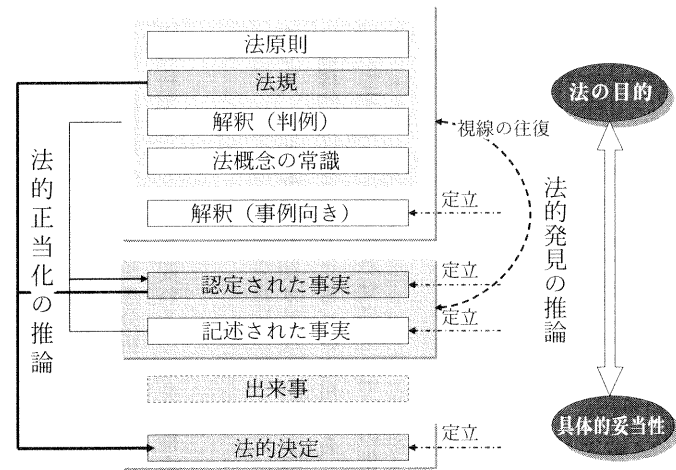 法原則
法規
解釈（判例）
法概念の常識
解釈（事例向き）
認定された事実
記述された事実
出来事
法的決定
法的正当化の推論
視線の往復
定立
定立
定立
定立
法的発見の推論
法の目的
具体的妥当性